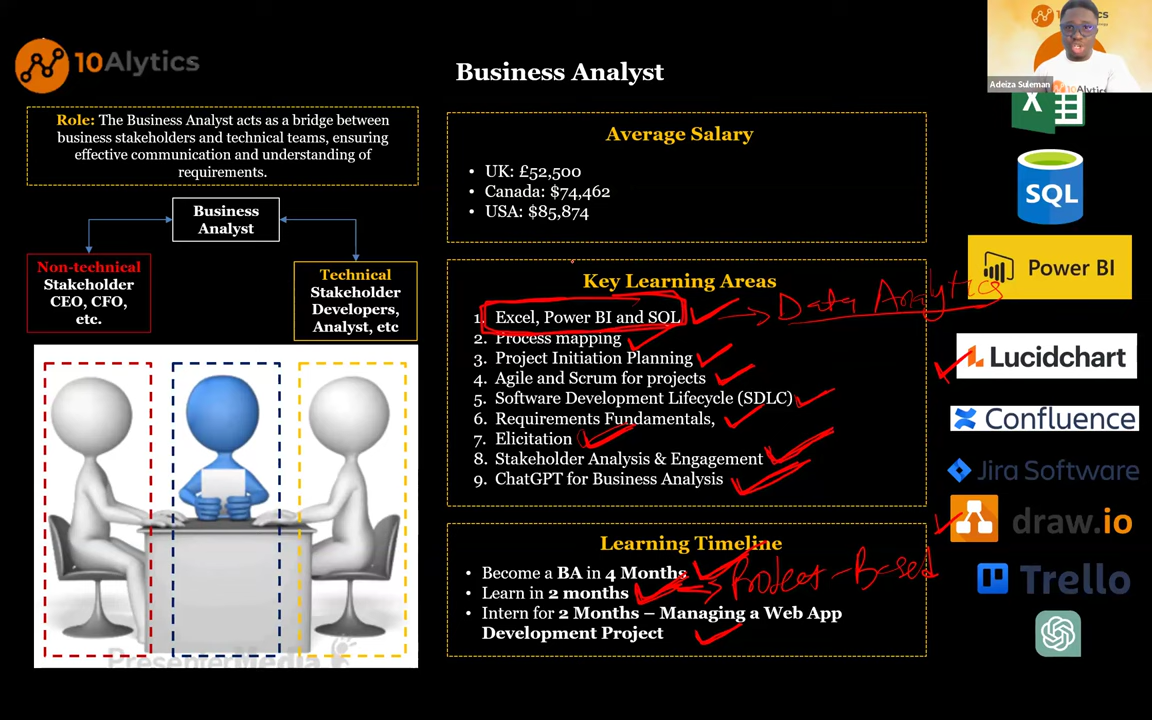 10Alytics
Business Analyst
10Alytics
Adeiza Suleman
10Alytics
Role: The Business Analyst acts as a bridge between
business stakeholders and technical teams, ensuring
effective communication and understanding of
requirements.
Business
Analyst
Non-technical
Stakeholder
CEO, CFO,
etc.
Technical
Stakeholder
Developers,
Analyst, etc
PresenterMedia
Average Salary
• UK: £52,500
• Canada: $74,462
• USA: $85,874
Key Learning Areas
1. Excel, Power BI and SQL
Data Analytics
2. Process mapping
3. Project Initiation Planning
4. Agile and Scrum for projects
5. Software Development Lifecycle (SDLC)
6. Requirements Fundamentals,
7. Elicitation
8. Stakeholder Analysis & Engagement
9. ChatGPT for Business Analysis
Learning Timeline
• Become a BA in 4 Months
• Learn in 2 months
Project-Based
• Intern for 2 Months – Managing a Web App
Development Project
X
SQL
Power BI
Lucidchart
Confluence
Jira Software
draw.io
Trello